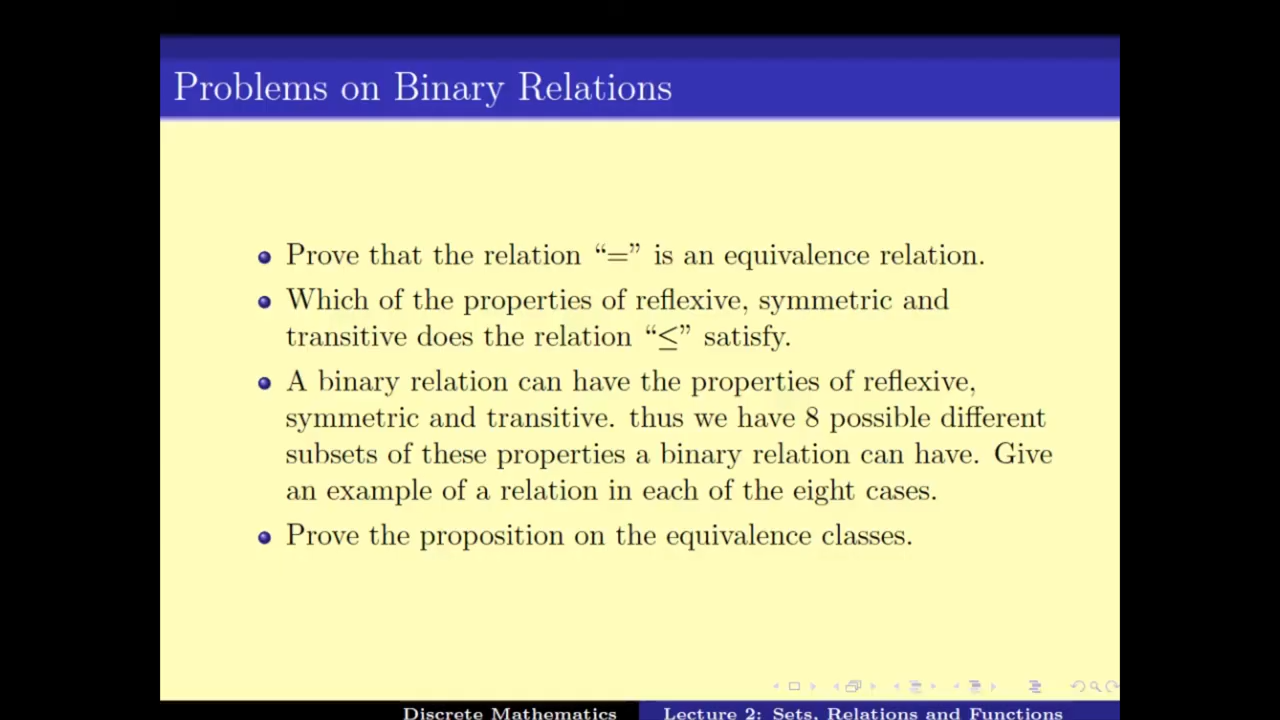 Problems on Binary Relations
Prove that the relation “=” is an equivalence relation.
Which of the properties of reflexive, symmetric and
transitive does the relation “≤” satisfy.
A binary relation can have the properties of reflexive,
symmetric and transitive. thus we have 8 possible different
subsets of these properties a binary relation can have. Give
an example of a relation in each of the eight cases.
Prove the proposition on the equivalence classes.
Discrete Mathematics
Lecture 2: Sets, Relations and Functions